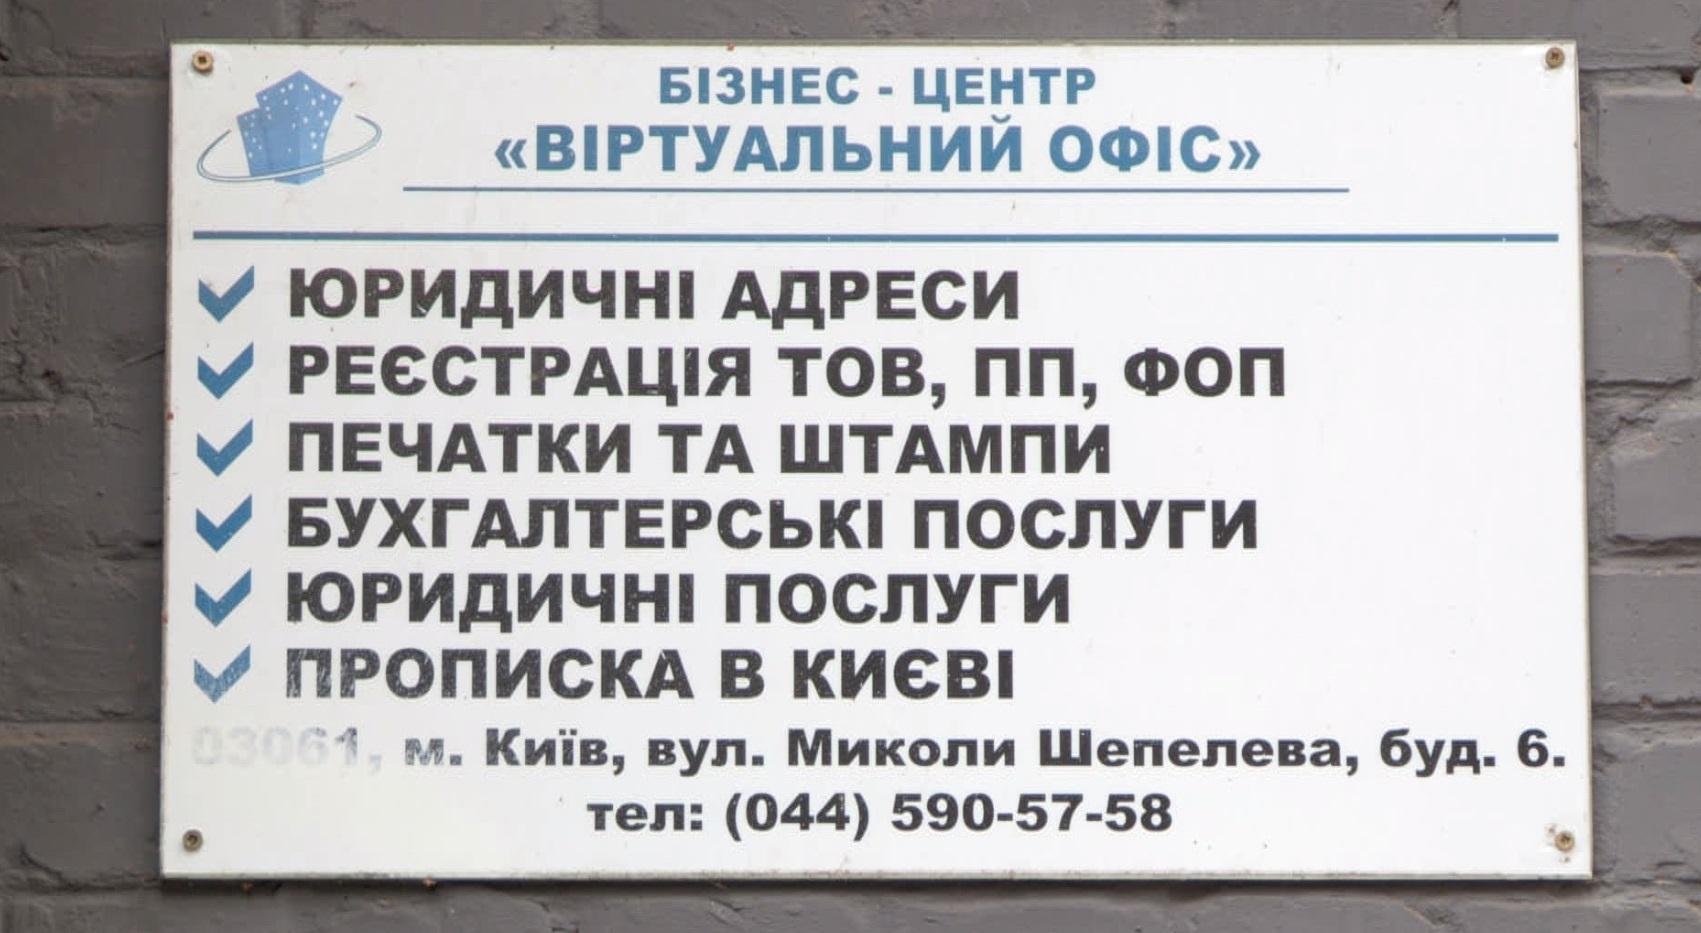 БІЗНЕС - ЦЕНТР
«ВІРТУАЛЬНИЙ ОФІС»
ЮРИДИЧНІ АДРЕСИ
РЕЄСТРАЦІЯ ТОВ, ПП, ФОП
ПЕЧАТКИ ТА ШТАМПИ
БУХГАЛТЕРСЬКІ ПОСЛУГИ
ЮРИДИЧНІ ПОСЛУГИ
ПРОПИСКА В КИЄВІ
03061, м. Київ, вул. Миколи Шепелева, буд. 6.
тел: (044) 590-57-58